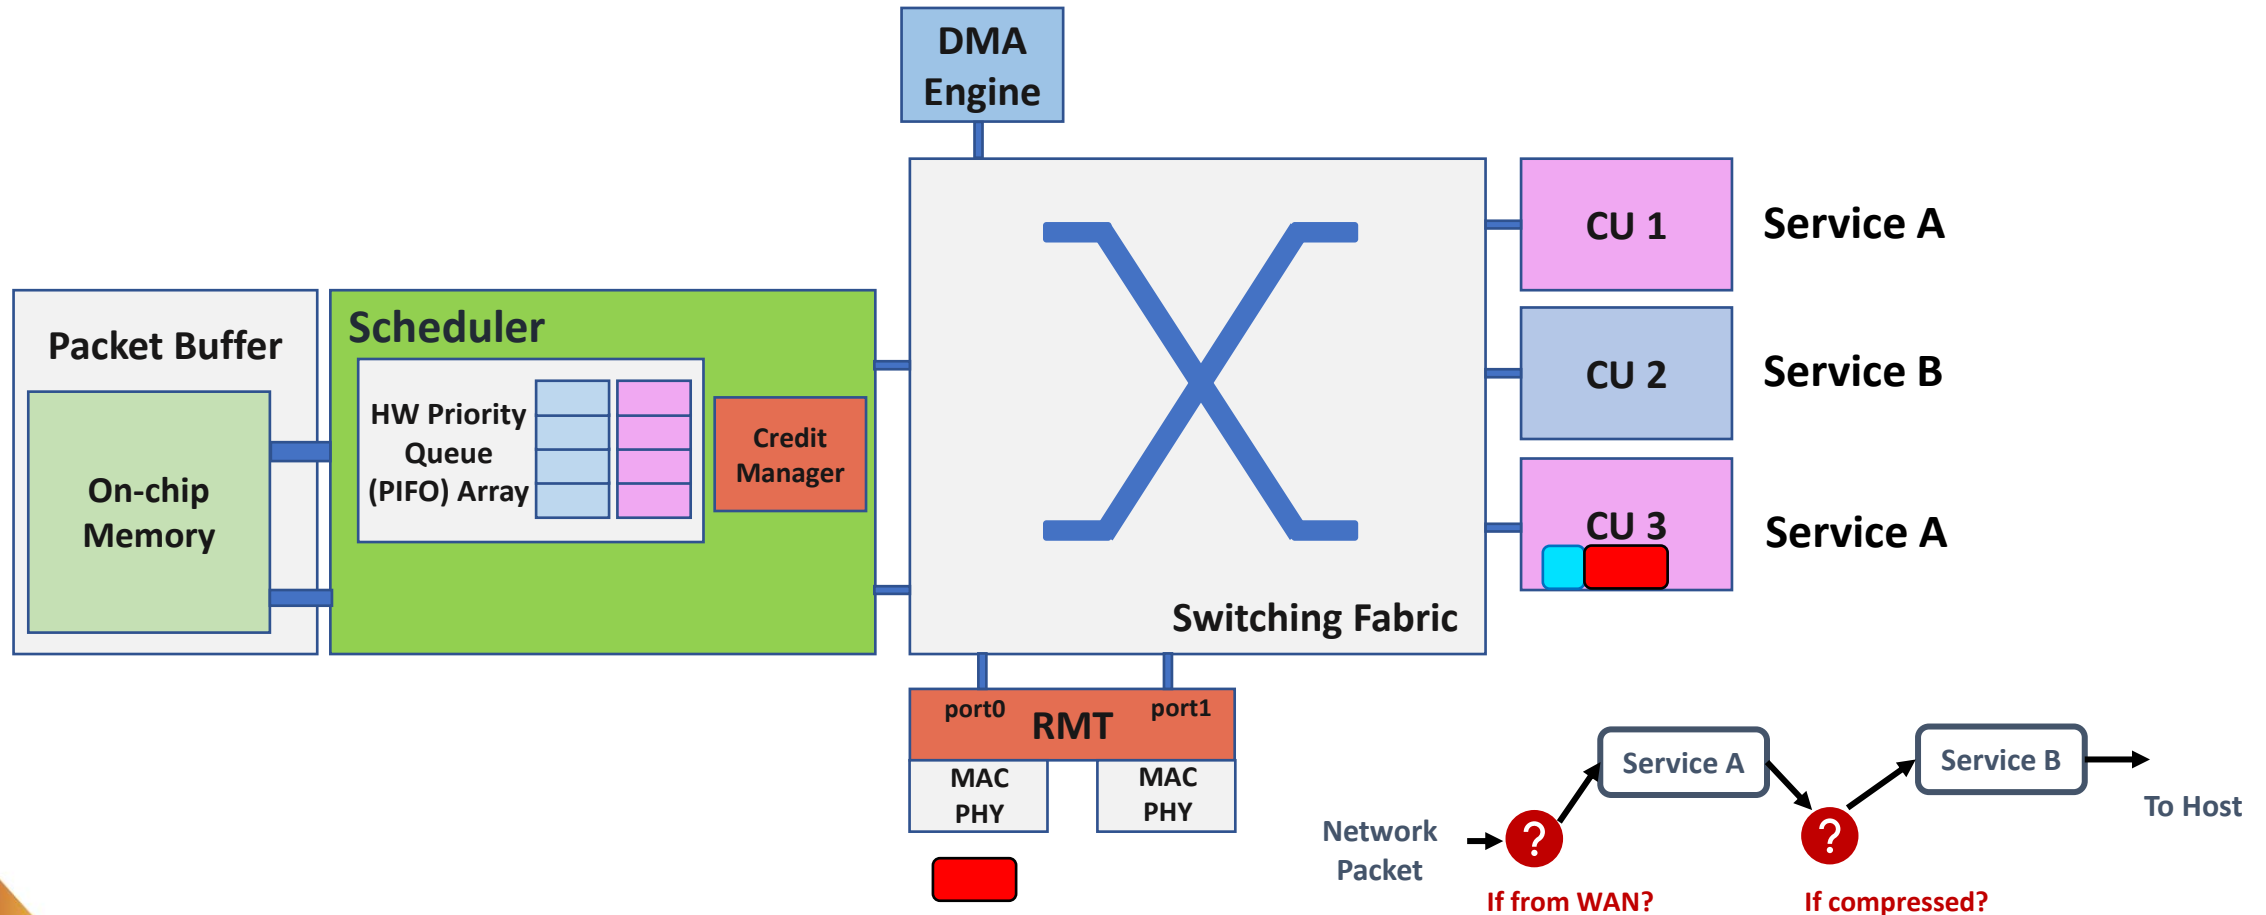 DMA
Engine
CU 1
Service A
Packet Buffer
Scheduler
CU 2
Service B
HW Priority
Queue
(PIFO) Array
Credit
Manager
On-chip
Memory
CU 3
Service A
Switching Fabric
port0
RMT
port1
MAC
PHY
MAC
PHY
Network
Packet
?
If from WAN?
Service A
?
If compressed?
Service B
To Host